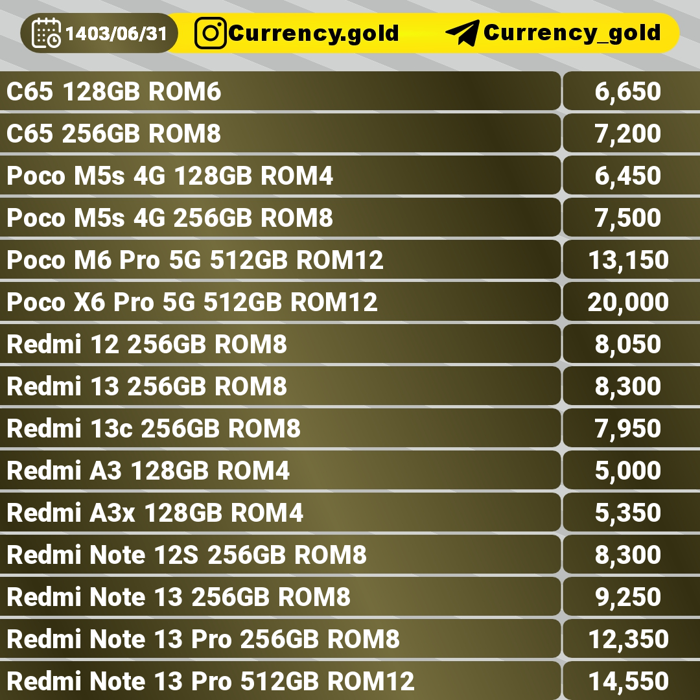 1403/06/31 Currency.gold Currency_gold
C65 128GB ROM6 6,650
C65 256GB ROM8 7,200
Poco M5s 4G 128GB ROM4 6,450
Poco M5s 4G 256GB ROM8 7,500
Poco M6 Pro 5G 512GB ROM12 13,150
Poco X6 Pro 5G 512GB ROM12 20,000
Redmi 12 256GB ROM8 8,050
Redmi 13 256GB ROM8 8,300
Redmi 13c 256GB ROM8 7,950
Redmi A3 128GB ROM4 5,000
Redmi A3x 128GB ROM4 5,350
Redmi Note 12S 256GB ROM8 8,300
Redmi Note 13 256GB ROM8 9,250
Redmi Note 13 Pro 256GB ROM8 12,350
Redmi Note 13 Pro 512GB ROM12 14,550